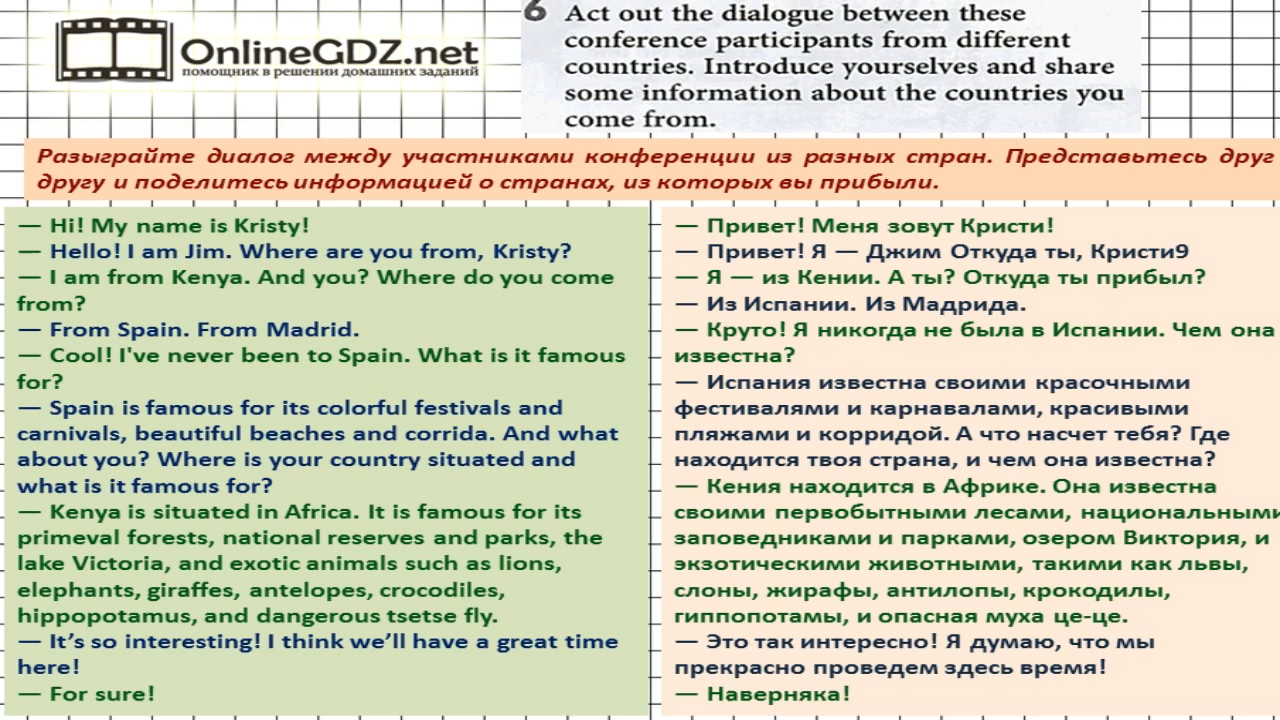 OnlineGDZ.net
помощник в решении домашних заданий
6 Act out the dialogue between these
conference participants from different
countries. Introduce yourselves and share
some information about the countries you
come from.
Разыграйте диалог между участниками конференции из разных стран. Представьтесь друг
другу и поделитесь информацией о странах, из которых вы прибыли.
— Hi! My name is Kristy!
— Hello! I am Jim. Where are you from, Kristy?
— I am from Kenya. And you? Where do you come
from?
— From Spain. From Madrid.
— Cool! I've never been to Spain. What is it famous
for?
— Spain is famous for its colorful festivals and
carnivals, beautiful beaches and corrida. And what
about you? Where is your country situated and
what is it famous for?
— Kenya is situated in Africa. It is famous for its
primeval forests, national reserves and parks, the
lake Victoria, and exotic animals such as lions,
elephants, giraffes, antelopes, crocodiles,
hippopotamus, and dangerous tsetse fly.
— It’s so interesting! I think we’ll have a great time
here!
— For sure!
— Привет! Меня зовут Кристи!
— Привет! Я — Джим Откуда ты, Кристи9
— Я — из Кении. А ты? Откуда ты прибыл?
— Из Испании. Из Мадрида.
— Круто! Я никогда не была в Испании. Чем она
известна?
— Испания известна своими красочными
фестивалями и карнавалами, красивыми
пляжами и корридой. А что насчет тебя? Где
находится твоя страна, и чем она известна?
— Кения находится в Африке. Она известна
своими первобытными лесами, национальными
заповедниками и парками, озером Виктория, и
экзотическими животными, такими как львы,
слоны, жирафы, антилопы, крокодилы,
гиппопотамы, и опасная муха це-це.
— Это так интересно! Я думаю, что мы
прекрасно проведем здесь время!
— Наверняка!